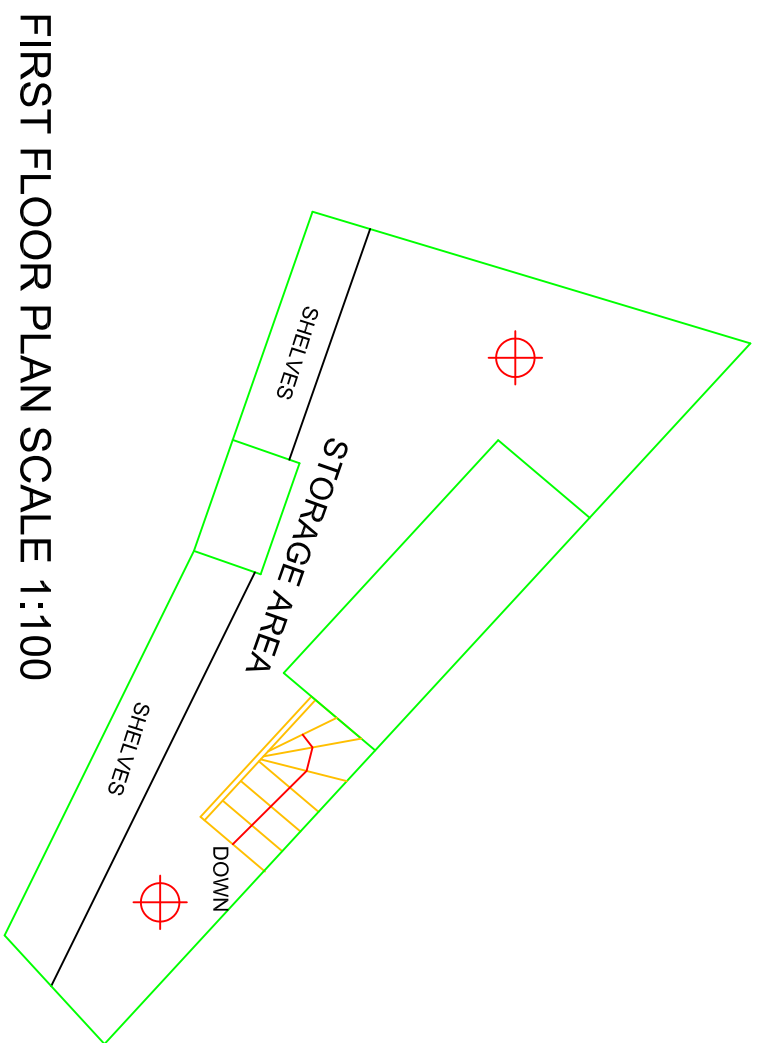 SHELVES
STORAGE AREA
SHELVES
DOWN
FIRST FLOOR PLAN SCALE 1:100